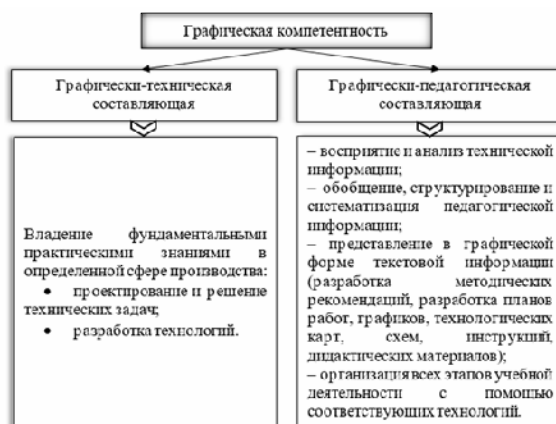 Графическая компетентность
Графически-техническая
составляющая
Графически-педагогическая
составляющая
Владение фундаментальными
практическими знаниями в
определенной сфере производства:
• проектирование и решение
технических задач;
• разработка технологий.
– восприятие и анализ технической
информации;
– обобщение, структурирование и
систематизация педагогической
информации;
– представление в графической
форме текстовой информации
(разработка методических
рекомендаций, разработка планов
работ, графиков, технологических
карт, схем, инструкций,
дидактических материалов);
– организация всех этапов учебной
деятельности с помощью
соответствующих технологий.